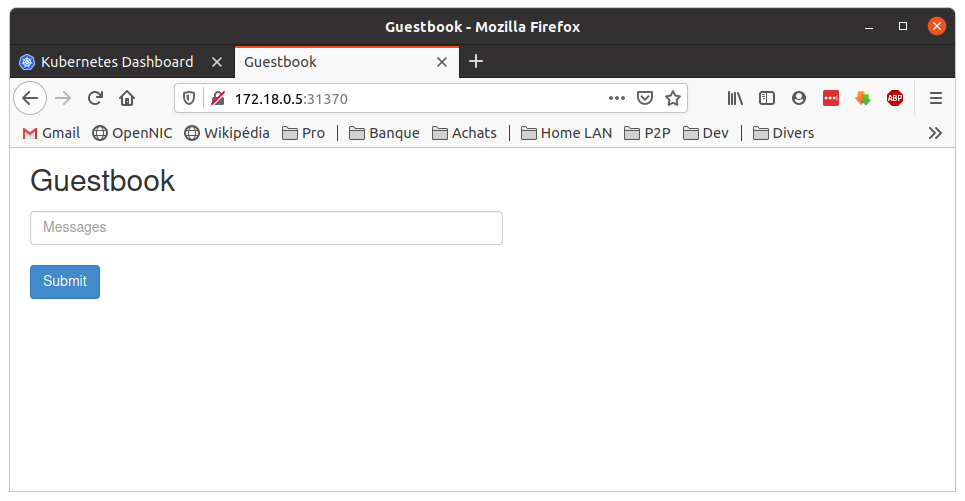 Guestbook - Mozilla Firefox
Kubernetes Dashboard Guestbook
172.18.0.5:31370 ABP
Gmail OpenNIC Wikipédia Pro Banque Achats Home LAN P2P Dev Divers
Guestbook
Messages
Submit